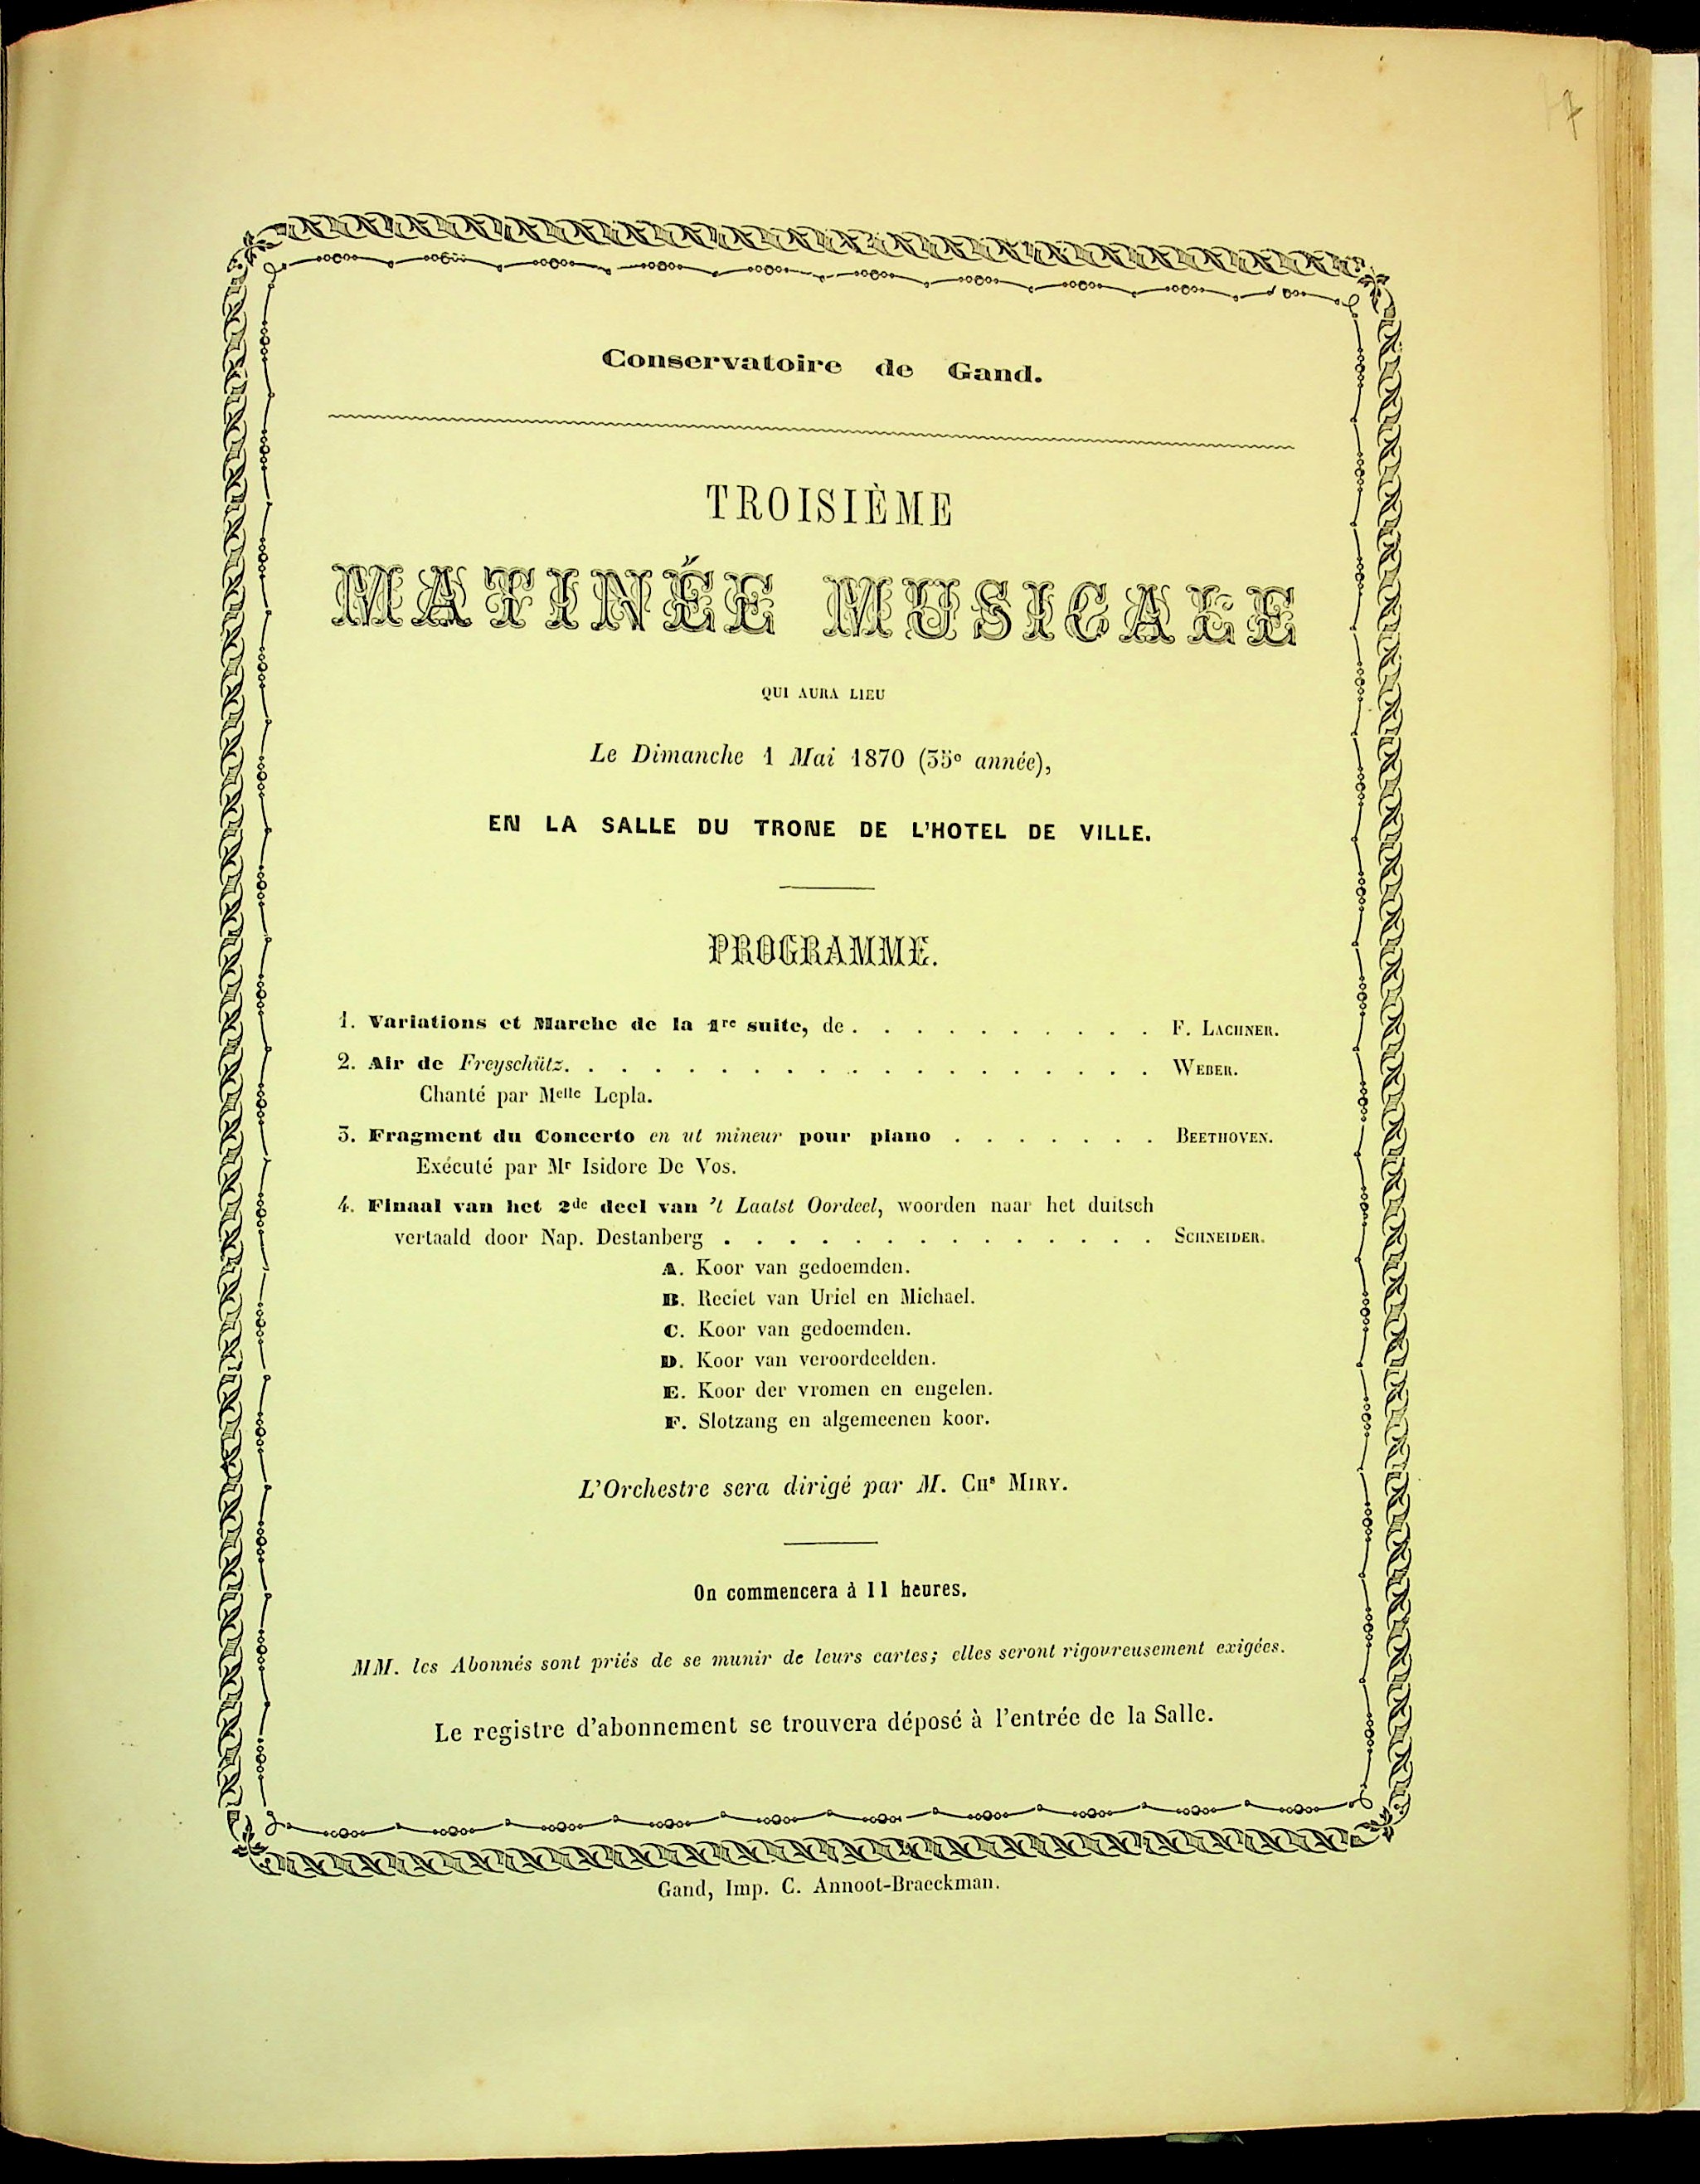 Conservatoire de Gand.
TROISIÈME
MATINÉE MUSICALE
QUI AURA LIEU
Le Dimanche 1 Mai 1870 (35e année),
EN LA SALLE DU TRONE DE L'HOTEL DE VILLE.
PROGRAMME.
1. Variations et Marche de la 1re suite, de . . . . . . . . . . F. LACHNER.
2. Air de Freyschütz. . . . . . . . . . . . . . . . . . . WEBER.
Chanté par Melle Lepla.
3. Fragment du Concerto en ut mineur pour piano . . . . . . . BEETHOVEN.
Exécuté par Mr Isidore De Vos.
4. Finaal van het 2de deel van 't Laatst Oordeel, woorden naar het duitsch
vertaald door Nap. Destanberg . . . . . . . . . . . . . . SCHNEIDER.
A. Koor van gedoemden.
B. Reciet van Uriel en Michael.
C. Koor van gedoemden.
D. Koor van veroordeelden.
E. Koor der vromen en engelen.
F. Slotzang en algemeenen koor.
L'Orchestre sera dirigé par M. CHs MIRY.
On commencera à 11 heures.
MM. les Abonnés sont priés de se munir de leurs cartes; elles seront rigoureusement exigées.
Le registre d'abonnement se trouvera déposé à l'entrée de la Salle.
Gand, Imp. C. Annoot-Braeckman.